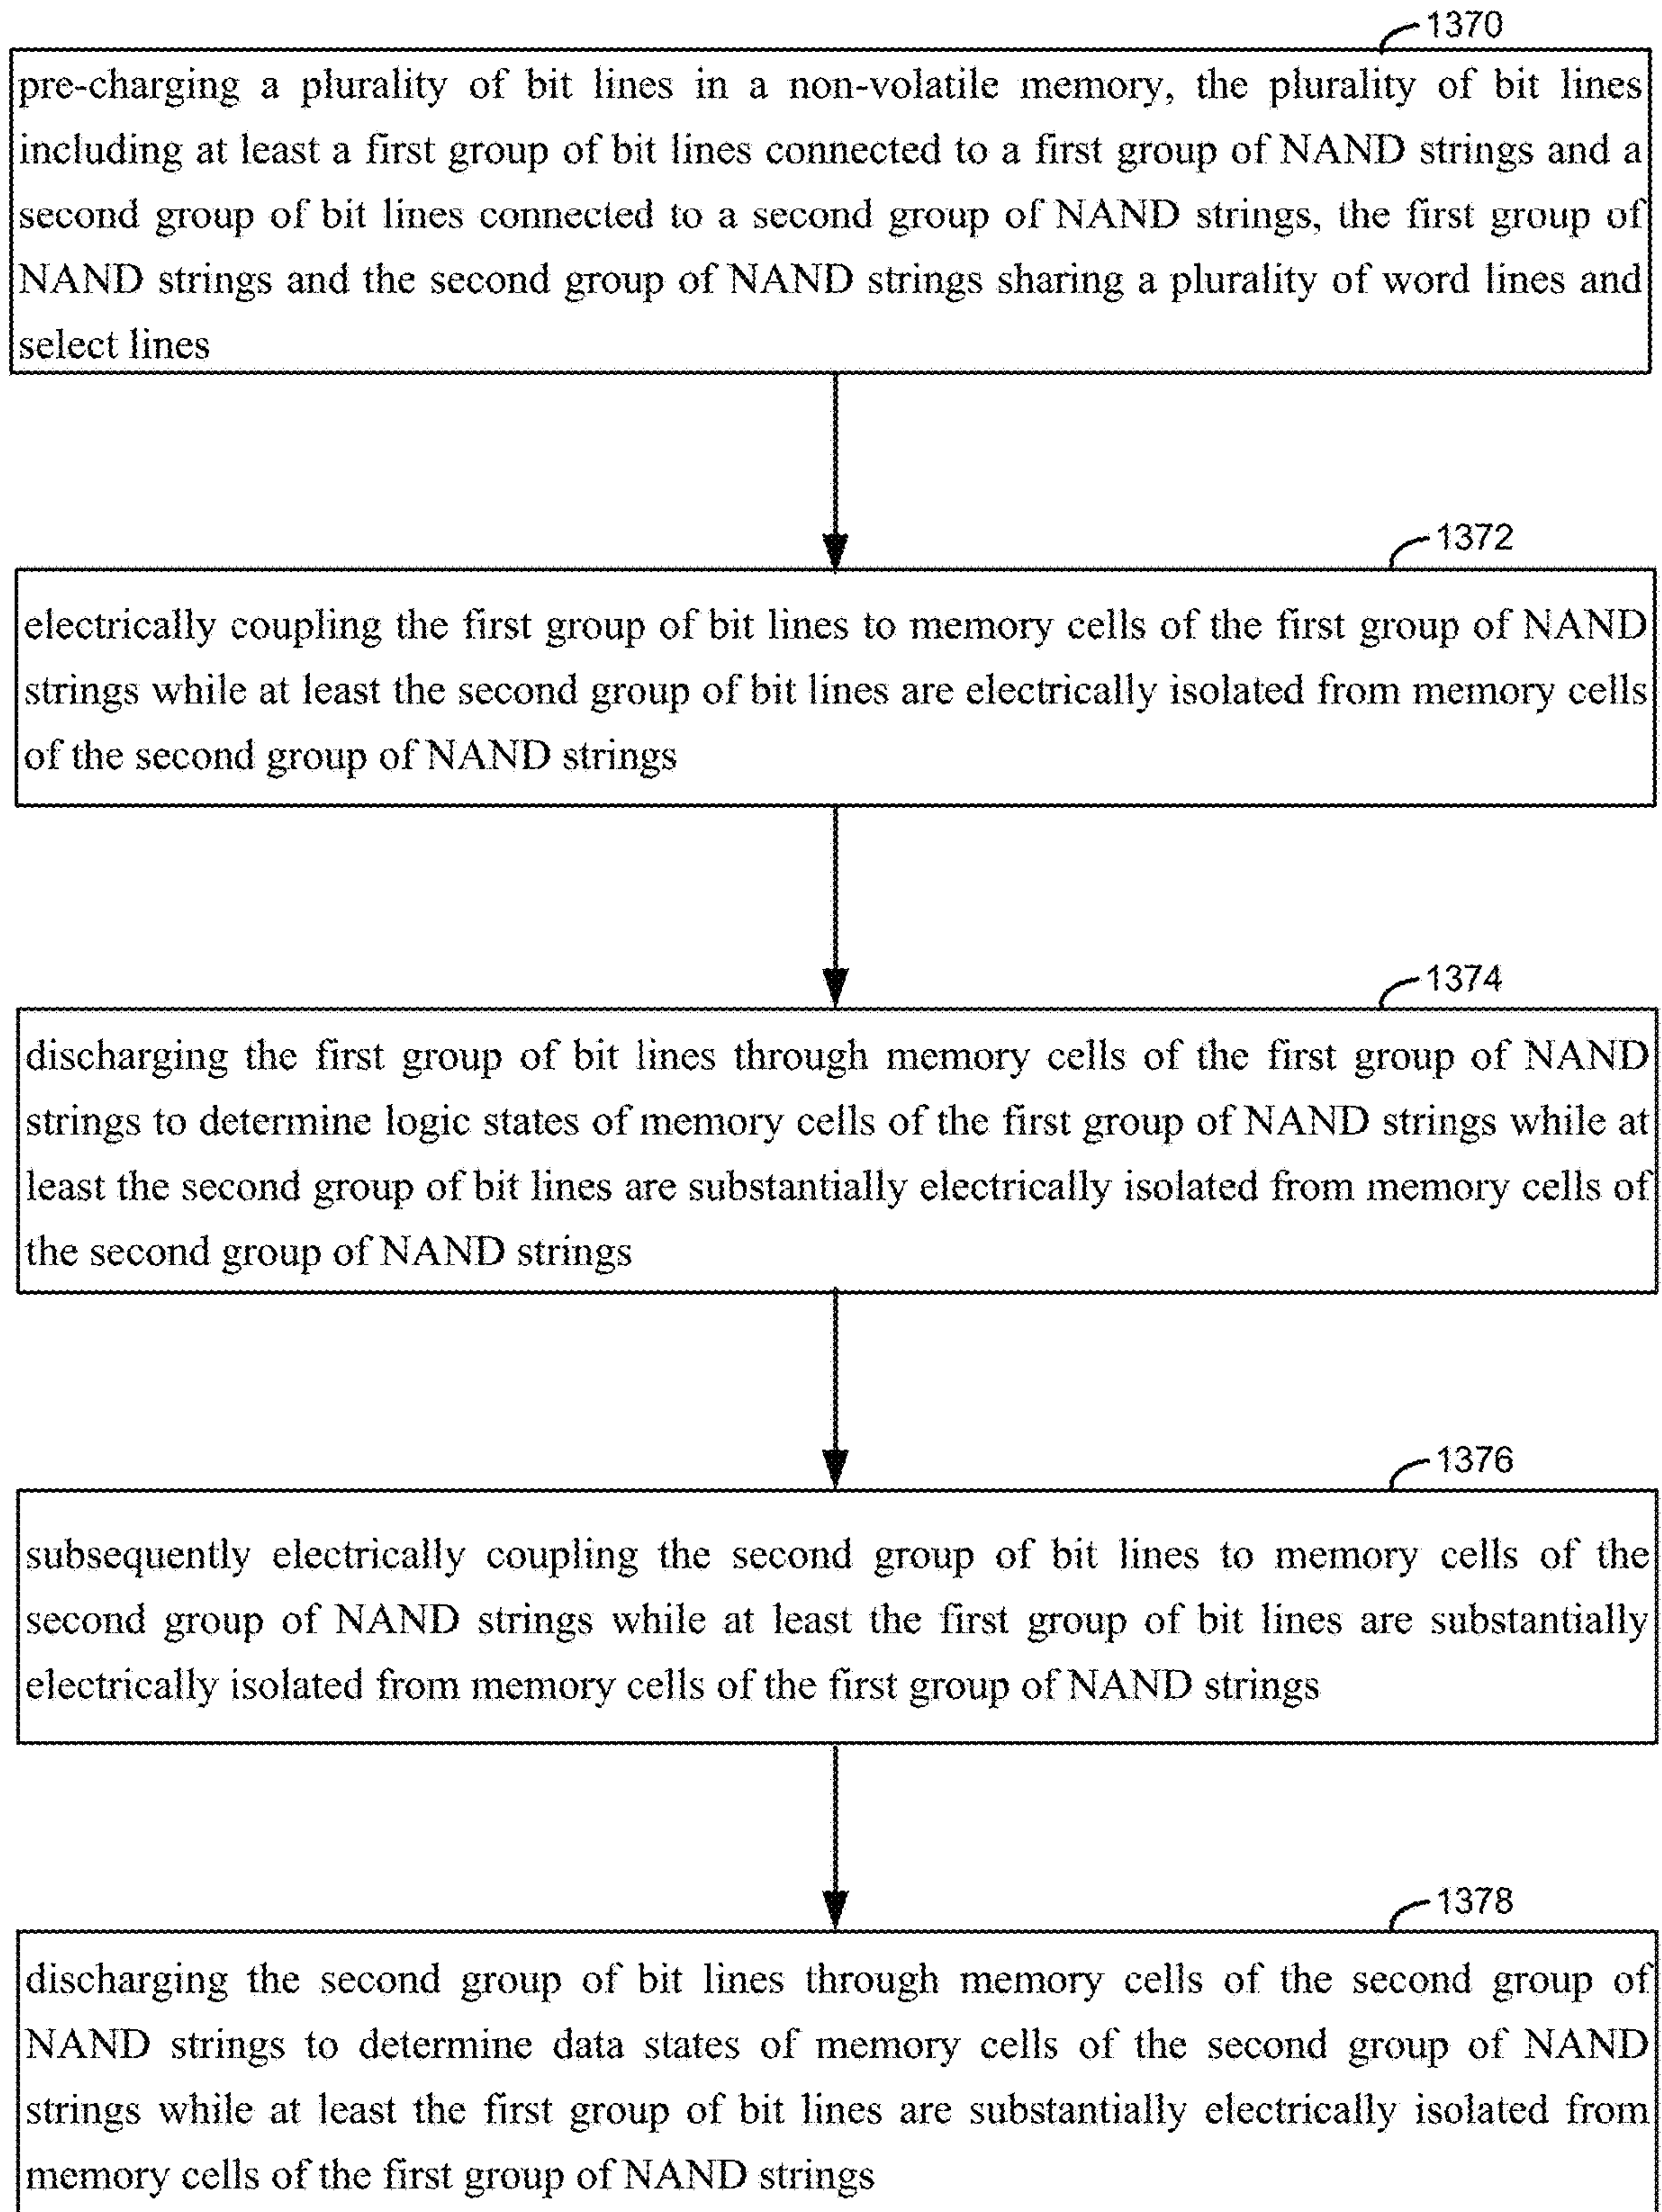 1370
pre-charging a plurality of bit lines in a non-volatile memory, the plurality of bit lines
including at least a first group of bit lines connected to a first group of NAND strings and a
second group of bit lines connected to a second group of NAND strings, the first group of
NAND strings and the second group of NAND strings sharing a plurality of word lines and
select lines
1372
electrically coupling the first group of bit lines to memory cells of the first group of NAND
strings while at least the second group of bit lines are electrically isolated from memory cells
of the second group of NAND strings
1374
discharging the first group of bit lines through memory cells of the first group of NAND
strings to determine logic states of memory cells of the first group of NAND strings while at
least the second group of bit lines are substantially electrically isolated from memory cells of
the second group of NAND strings
1376
subsequently electrically coupling the second group of bit lines to memory cells of the
second group of NAND strings while at least the first group of bit lines are substantially
electrically isolated from memory cells of the first group of NAND strings
1378
discharging the second group of bit lines through memory cells of the second group of
NAND strings to determine data states of memory cells of the second group of NAND
strings while at least the first group of bit lines are substantially electrically isolated from
memory cells of the first group of NAND strings